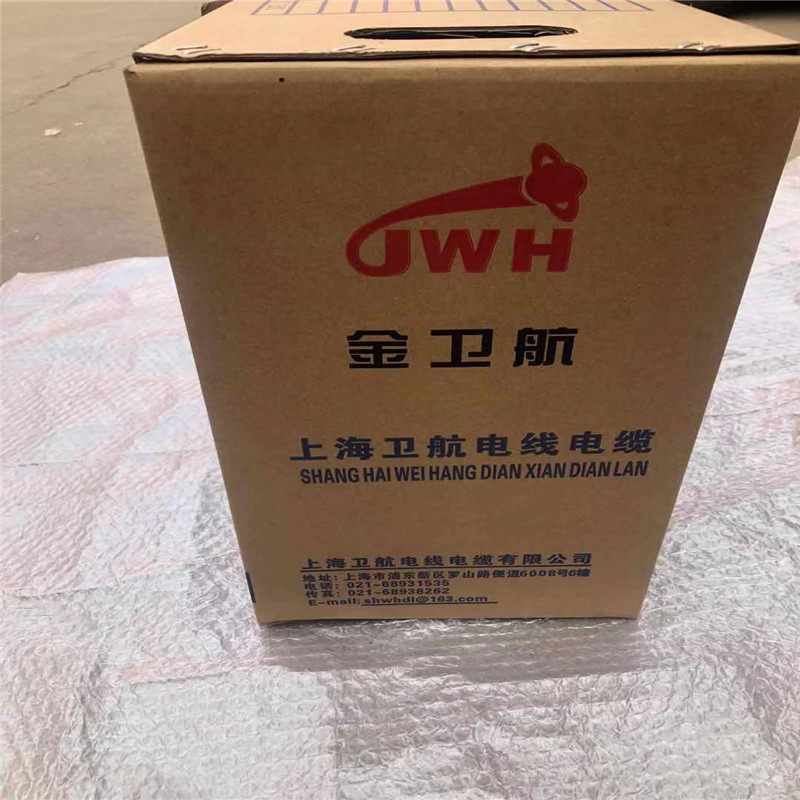 JWH
金卫航
上海卫航电线电缆
SHANG HAI WEI HANG DIAN XIAN DIAN LAN
上海卫航电线电缆有限公司
地址：上海市浦东新区罗山路便道6008号6幢
电话：021-68931535
传真：021-68938262
E-mail: shwhdl@163.com